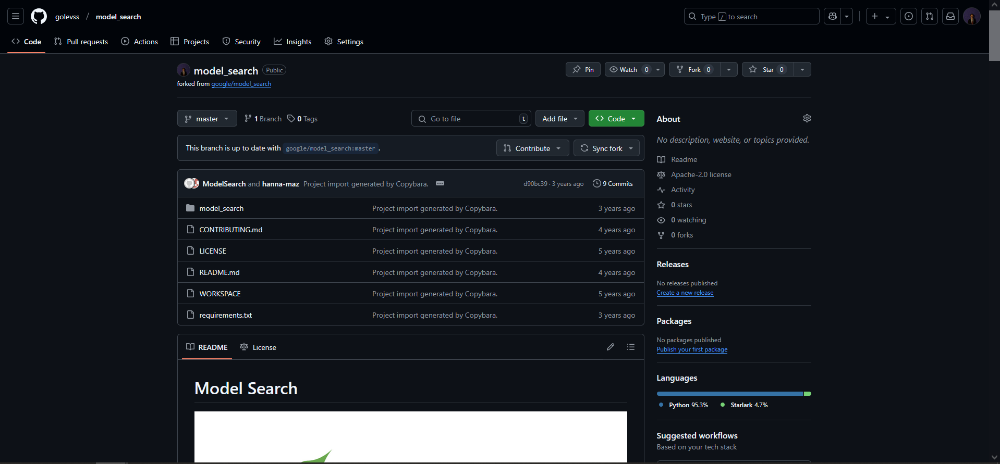 golevss / model_search
Type / to search
Code
Pull requests
Actions
Projects
Security
Insights
Settings
model_search Public
forked from google/model_search
Pin
Watch 0
Fork 0
Star 0
master
1 Branch
0 Tags
Go to file
t
Add file
Code
This branch is up to date with google/model_search:master .
Contribute
Sync fork
ModelSearch and hanna-maz Project import generated by Copybara.
d90bc39 · 3 years ago
9 Commits
model_search Project import generated by Copybara. 3 years ago
CONTRIBUTING.md Project import generated by Copybara. 4 years ago
LICENSE Project import generated by Copybara. 5 years ago
README.md Project import generated by Copybara. 4 years ago
WORKSPACE Project import generated by Copybara. 5 years ago
requirements.txt Project import generated by Copybara. 3 years ago
README
License
Model Search
About
No description, website, or topics provided.
Readme
Apache-2.0 license
Activity
0 stars
0 watching
0 forks
Releases
No releases published
Create a new release
Packages
No packages published
Publish your first package
Languages
Python 95.3%
Starlark 4.7%
Suggested workflows
Based on your tech stack